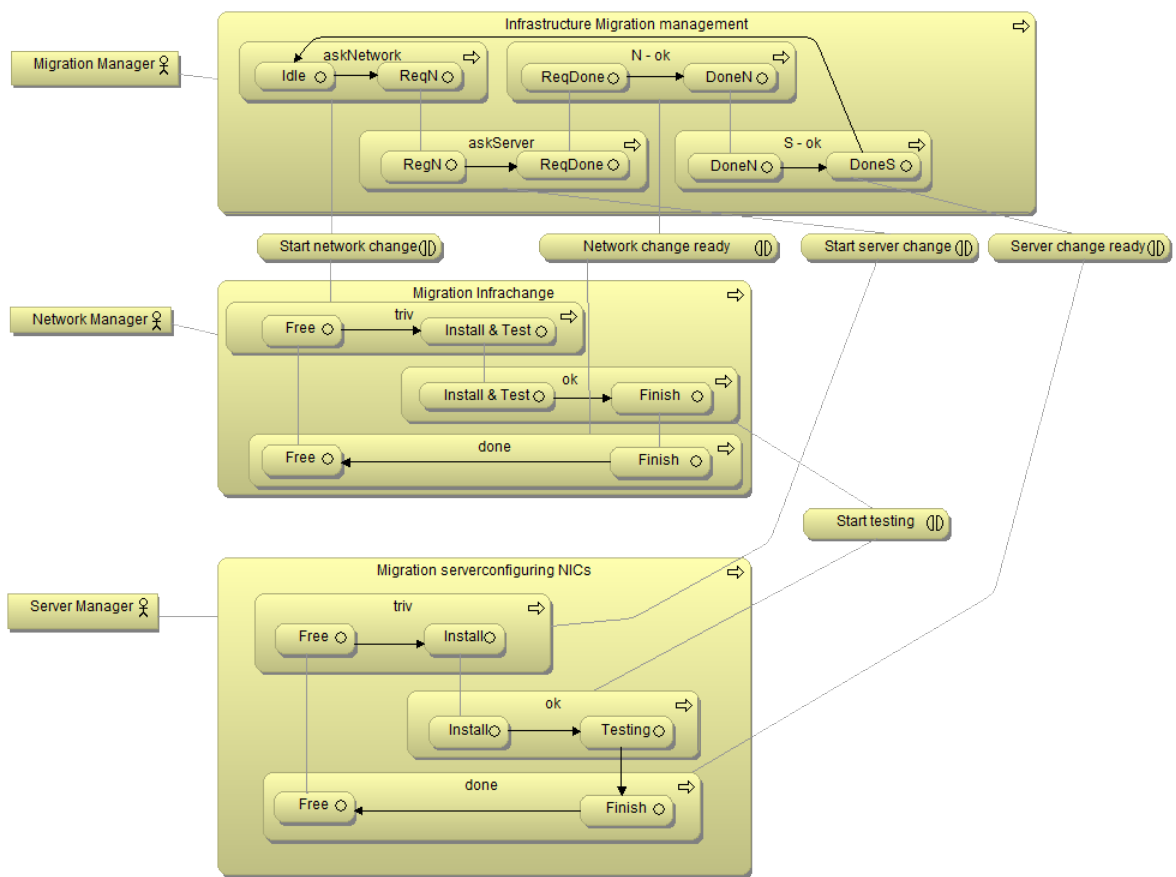 Infrastructure Migration management
Migration Manager
askNetwork
Idle
ReqN
N - ok
ReqDone
DoneN
askServer
RegN
ReqDone
S - ok
DoneN
DoneS
Start network change
Network change ready
Start server change
Server change ready
Migration Infrachange
Network Manager
triv
Free
Install & Test
ok
Install & Test
Finish
done
Free
Finish
Start testing
Migration serverconfiguring NICs
Server Manager
triv
Free
Install
ok
Install
Testing
done
Free
Finish